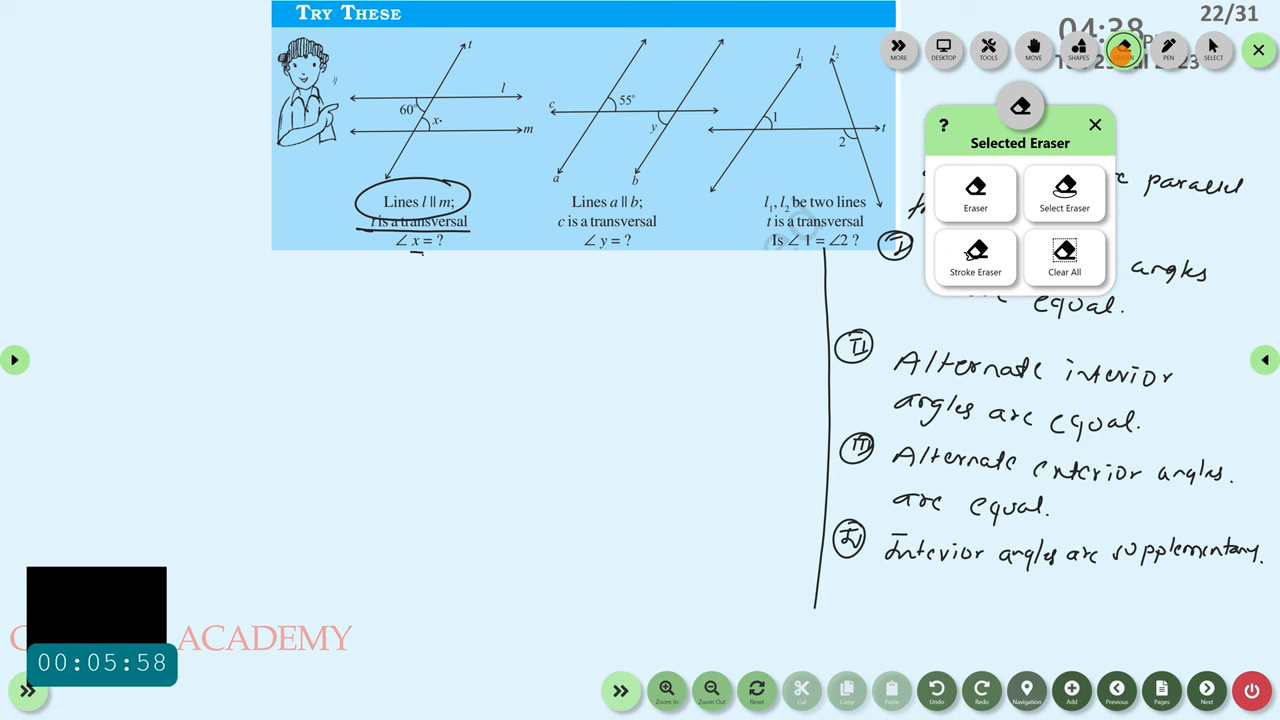 TRY THESE
t
l
60°
x
m
c
55°
y
a
b
l1
l2
1
t
2
Lines l || m;
t is a transversal
∠ x = ?
Lines a || b;
c is a transversal
∠ y = ?
l1, l2 be two lines
t is a transversal
Is ∠ 1 = ∠2 ?
22/31
04:38
MORE
DESKTOP
TOOLS
MOVE
SHAPES
PEN
SELECT
?
Selected Eraser
Eraser
Select Eraser
Stroke Eraser
Clear All
parallel
I
angles
equal.
II
Alternate interior
angles are equal.
III
Alternate exterior angles.
are equal.
IV
Interior angles are supplementary.
ACADEMY
00:05:58
Zoom In
Zoom Out
Reset
Cut
Copy
Paste
Undo
Redo
Navigation
Add
Previous
Pages
Next